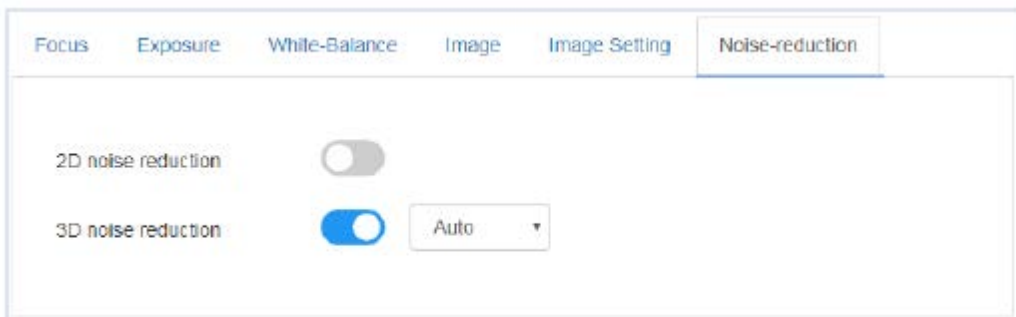 Focus Exposure White-Balance Image Image Setting Noise-reduction
2D noise reduction
3D noise reduction Auto